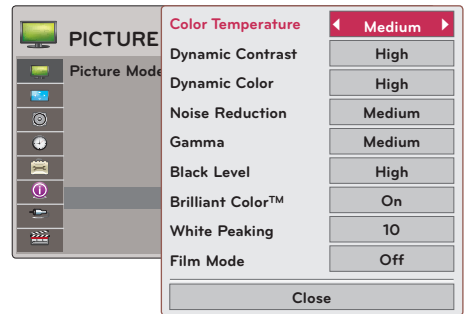 PICTURE
Picture Mode
Color Temperature Medium
Dynamic Contrast High
Dynamic Color High
Noise Reduction Medium
Gamma Medium
Black Level High
Brilliant Color™ On
White Peaking 10
Film Mode Off
Close